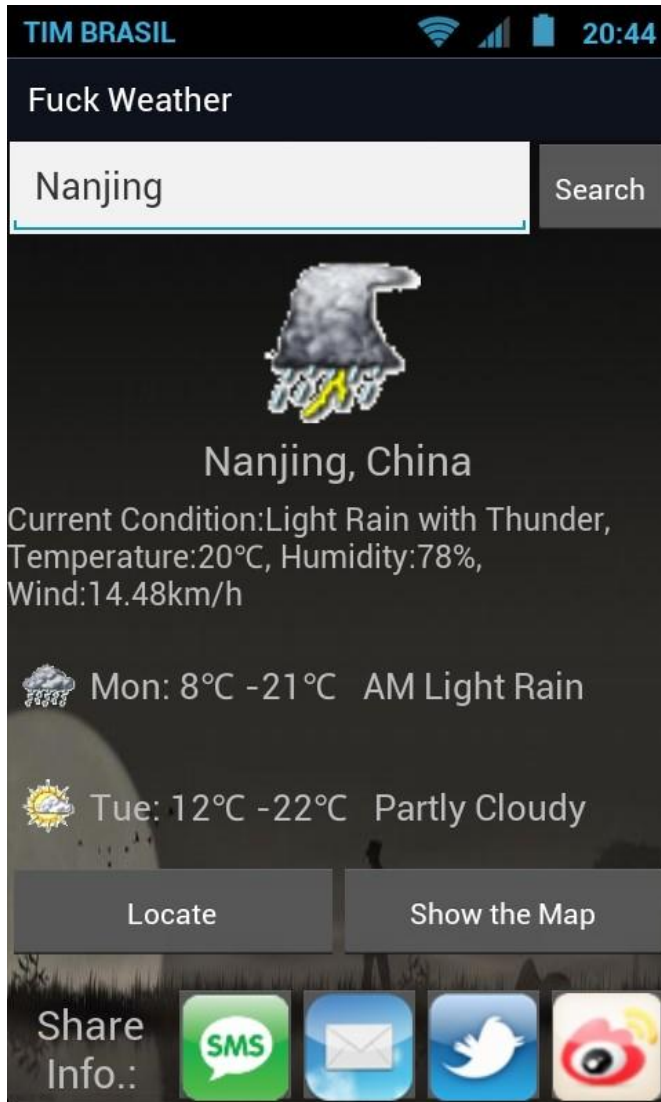 TIM BRASIL 20:44
Fuck Weather
Nanjing Search
Nanjing, China
Current Condition:Light Rain with Thunder,
Temperature:20℃, Humidity:78%,
Wind:14.48km/h
Mon: 8℃ -21℃ AM Light Rain
Tue: 12℃ -22℃ Partly Cloudy
Locate Show the Map
Share
Info.:
SMS